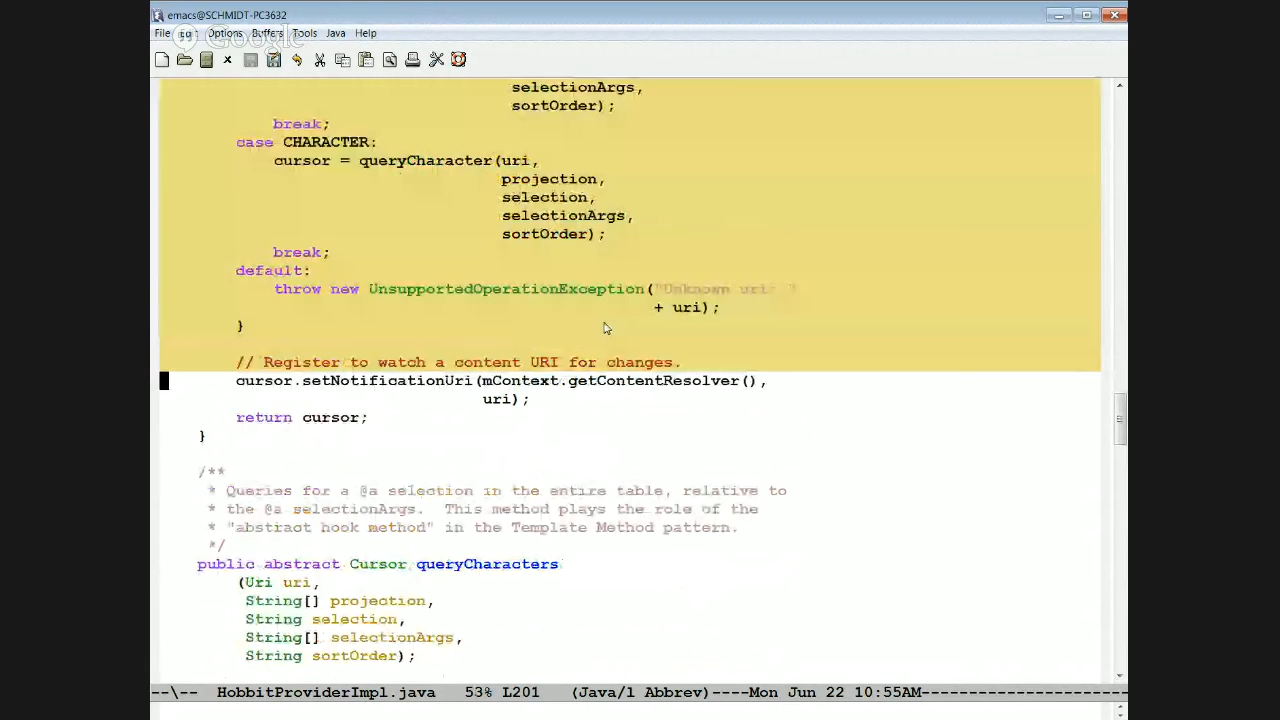 emacs@SCHMIDT-PC3632
File Edit Options Buffers Tools Java Help
Google
selectionArgs,
sortOrder);
break;
case CHARACTER:
cursor = queryCharacter(uri,
projection,
selection,
selectionArgs,
sortOrder);
break;
default:
throw new UnsupportedOperationException("Unknown uri: "
+ uri);
}
// Register to watch a content URI for changes.
cursor.setNotificationUri(mContext.getContentResolver(),
uri);
return cursor;
}
/**
* Queries for a @a selection in the entire table, relative to
* the @a selectionArgs.  This method plays the role of the
* "abstract hook method" in the Template Method pattern.
*/
public abstract Cursor queryCharacters
(Uri uri,
String[] projection,
String selection,
String[] selectionArgs,
String sortOrder);
--\-- HobbitProviderImpl.java 53% L201 (Java/l Abbrev)----Mon Jun 22 10:55AM----------------------